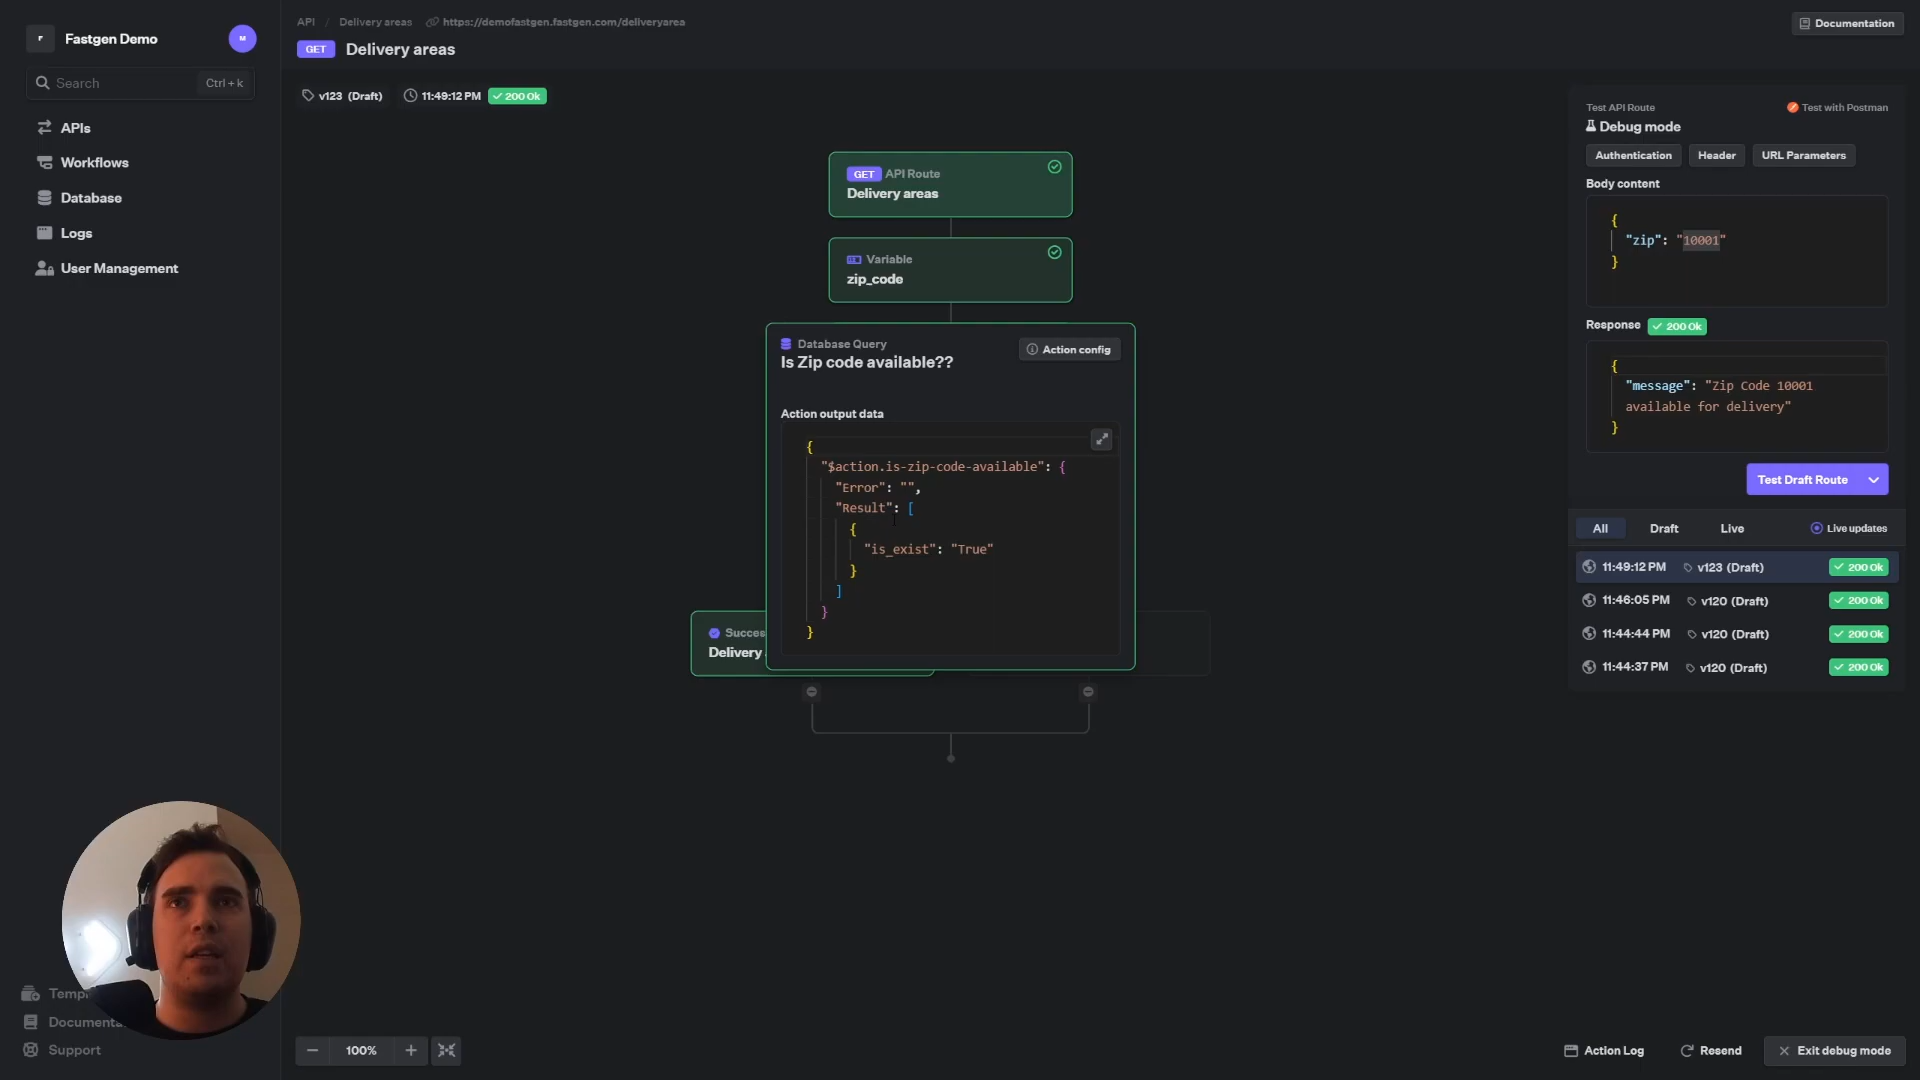 F
Fastgen Demo
M
Search
Ctrl + k
APIs
Workflows
Database
Logs
User Management
Support
API / Delivery areas https://demofastgen.fastgen.com/deliveryarea
GET Delivery areas
Documentation
v123 (Draft) 11:49:12 PM 200 Ok
GET API Route
Delivery areas
Variable
zip_code
Database Query
Is Zip code available??
Action config
Action output data
{
"$action.is-zip-code-available": {
"Error": "",
"Result": [
{
"is_exist": "True"
}
]
}
}
Delivery
100%
Test API Route
Test with Postman
Debug mode
Authentication
Header
URL Parameters
Body content
{
"zip": "10001"
}
Response 200 Ok
{
"message": "Zip Code 10001
available for delivery"
}
Test Draft Route
All
Draft
Live
Live updates
11:49:12 PM v123 (Draft) 200 Ok
11:46:05 PM v120 (Draft) 200 Ok
11:44:44 PM v120 (Draft) 200 Ok
11:44:37 PM v120 (Draft) 200 Ok
Action Log
Resend
Exit debug mode